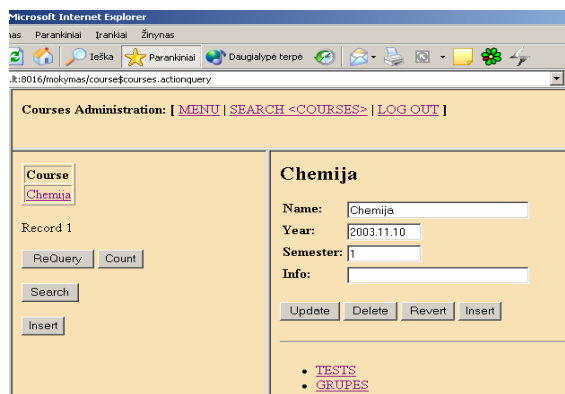 Microsoft Internet Explorer
Parankiniai Įrankiai Žinynas
Ieška Parankiniai Daugialypė terpė
:8016/mokymas/course$courses.actionquery
Courses Administration: [ MENU | SEARCH <COURSES> | LOG OUT ]
Course
Chemija
Record 1
ReQuery Count
Search
Insert
Chemija
Name: Chemija
Year: 2003.11.10
Semester: 1
Info:
Update Delete Revert Insert
• TESTS
• GRUPES